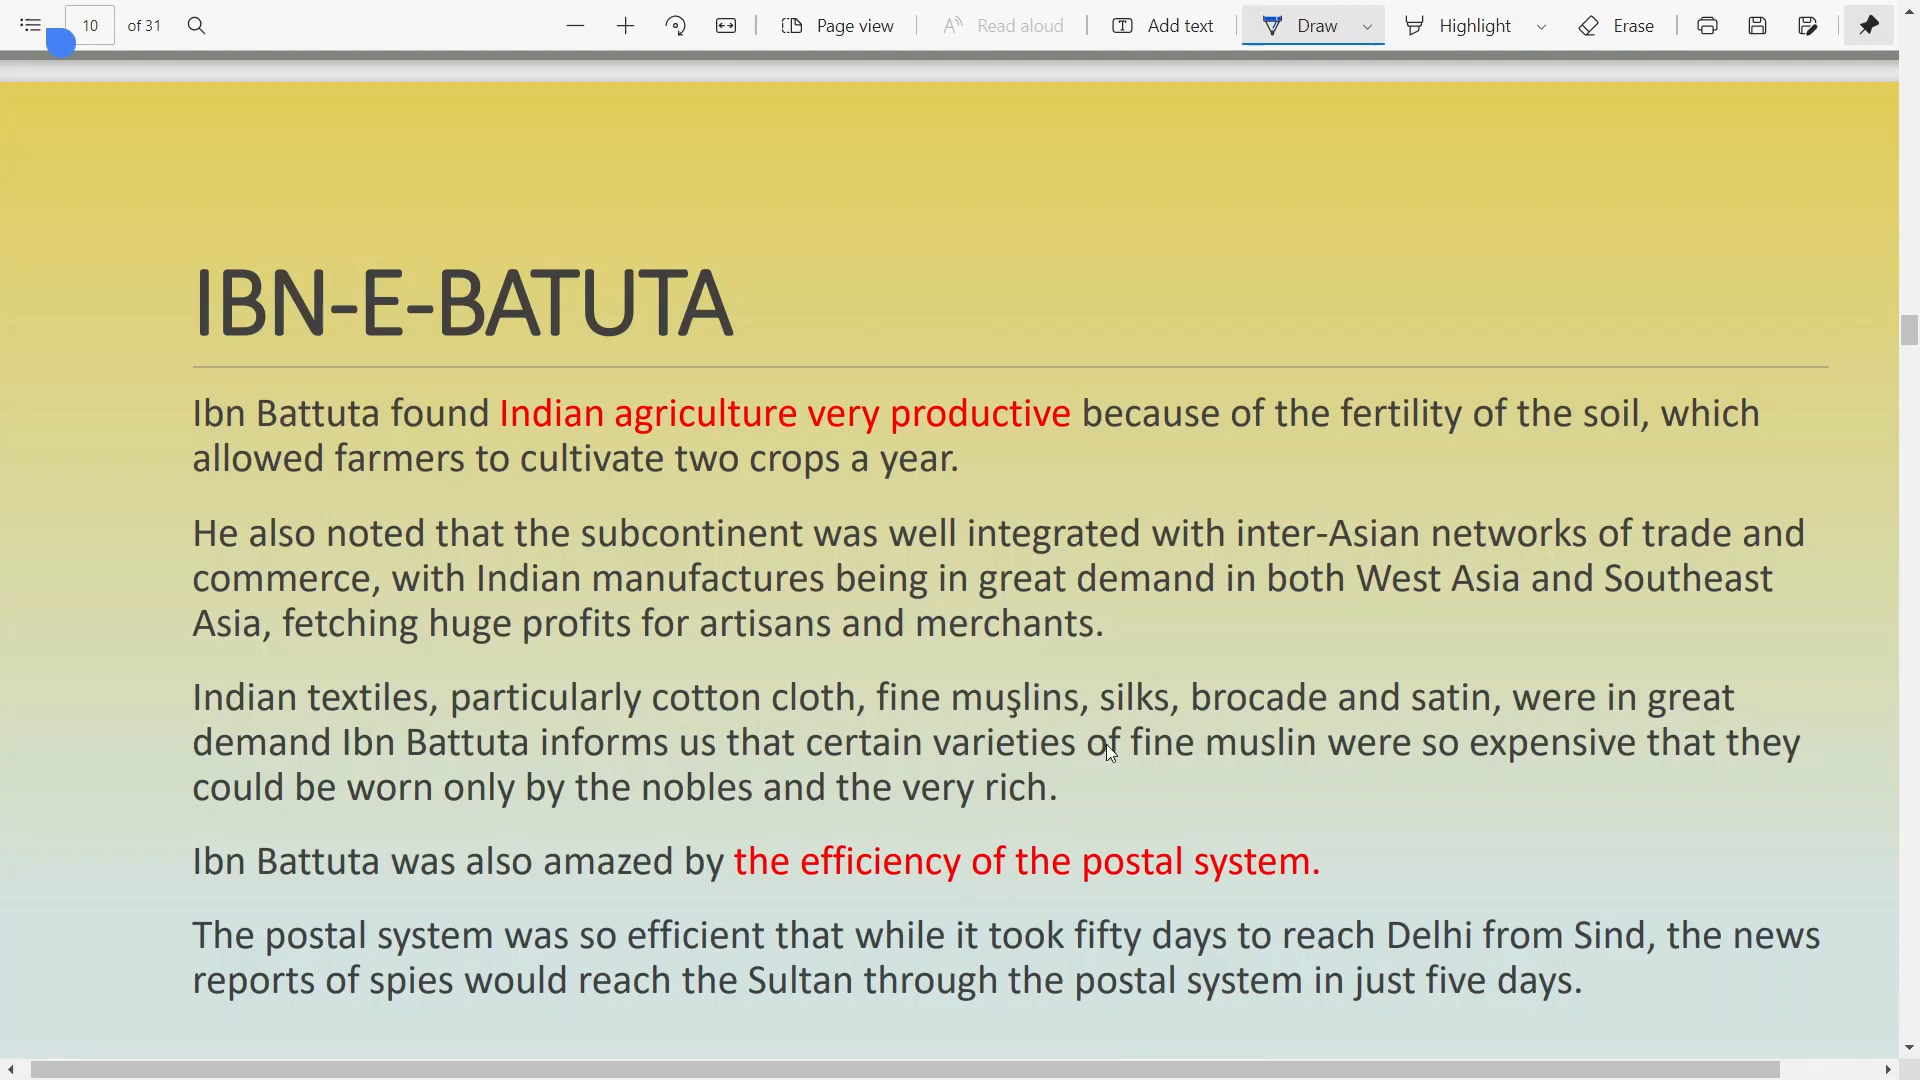 10 of 31 Page view Read aloud Add text Draw Highlight Erase
IBN-E-BATUTA
Ibn Battuta found Indian agriculture very productive because of the fertility of the soil, which
allowed farmers to cultivate two crops a year.
He also noted that the subcontinent was well integrated with inter-Asian networks of trade and
commerce, with Indian manufactures being in great demand in both West Asia and Southeast
Asia, fetching huge profits for artisans and merchants.
Indian textiles, particularly cotton cloth, fine muşlins, silks, brocade and satin, were in great
demand Ibn Battuta informs us that certain varieties of fine muslin were so expensive that they
could be worn only by the nobles and the very rich.
Ibn Battuta was also amazed by the efficiency of the postal system.
The postal system was so efficient that while it took fifty days to reach Delhi from Sind, the news
reports of spies would reach the Sultan through the postal system in just five days.